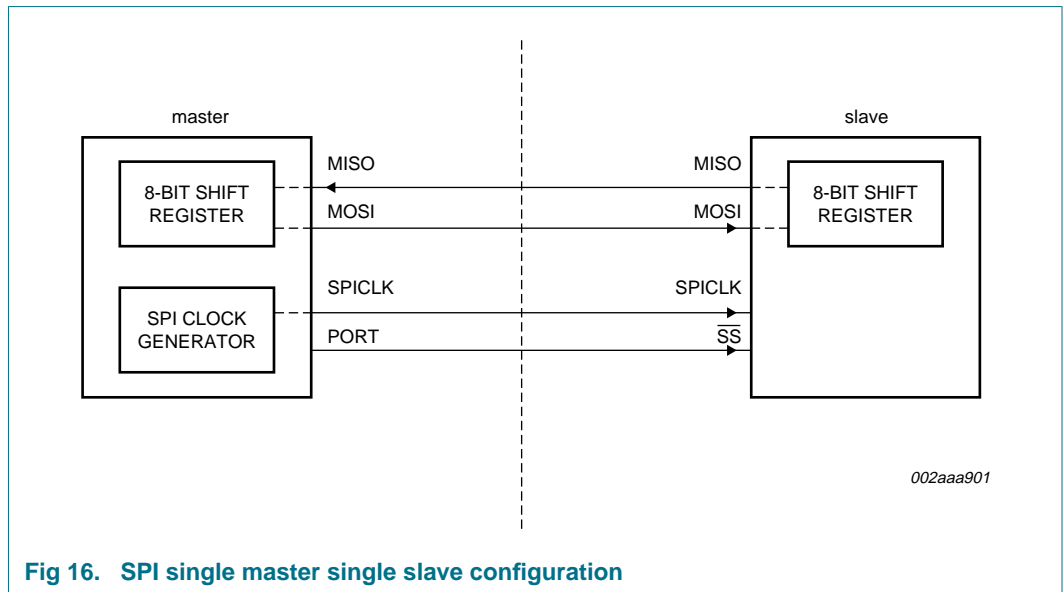 master
slave
8-BIT SHIFT
REGISTER
MISO
MISO
MOSI
MOSI
8-BIT SHIFT
REGISTER
SPI CLOCK
GENERATOR
SPICLK
SPICLK
PORT
SS
002aaa901
Fig 16. SPI single master single slave configuration